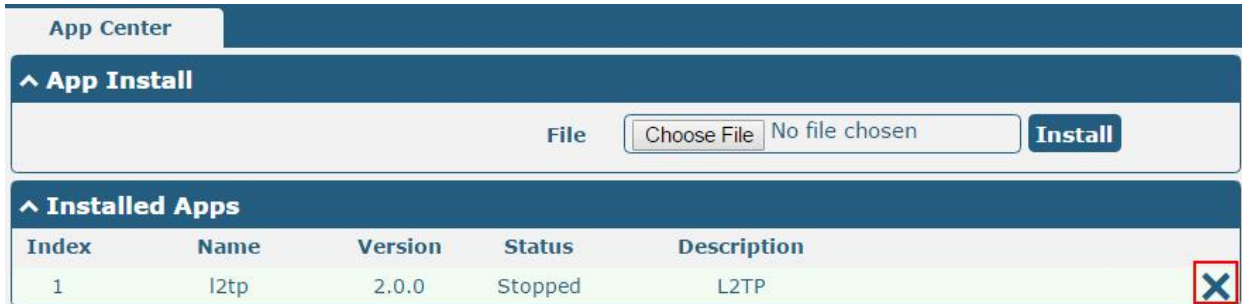 App Center
App Install
File Choose File No file chosen Install
Installed Apps
Index Name Version Status Description
1 l2tp 2.0.0 Stopped L2TP